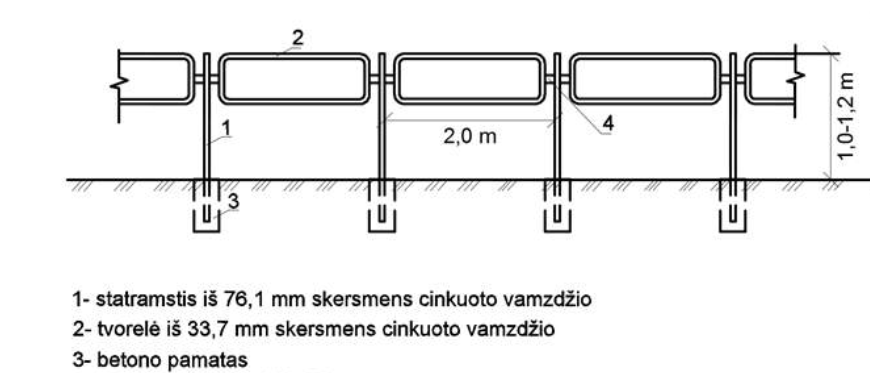 2
1
2,0 m
4
1,0-1,2 m
3
1- statramstis iš 76,1 mm skersmens cinkuoto vamzdžio
2- tvorelė iš 33,7 mm skersmens cinkuoto vamzdžio
3- betono pamatas